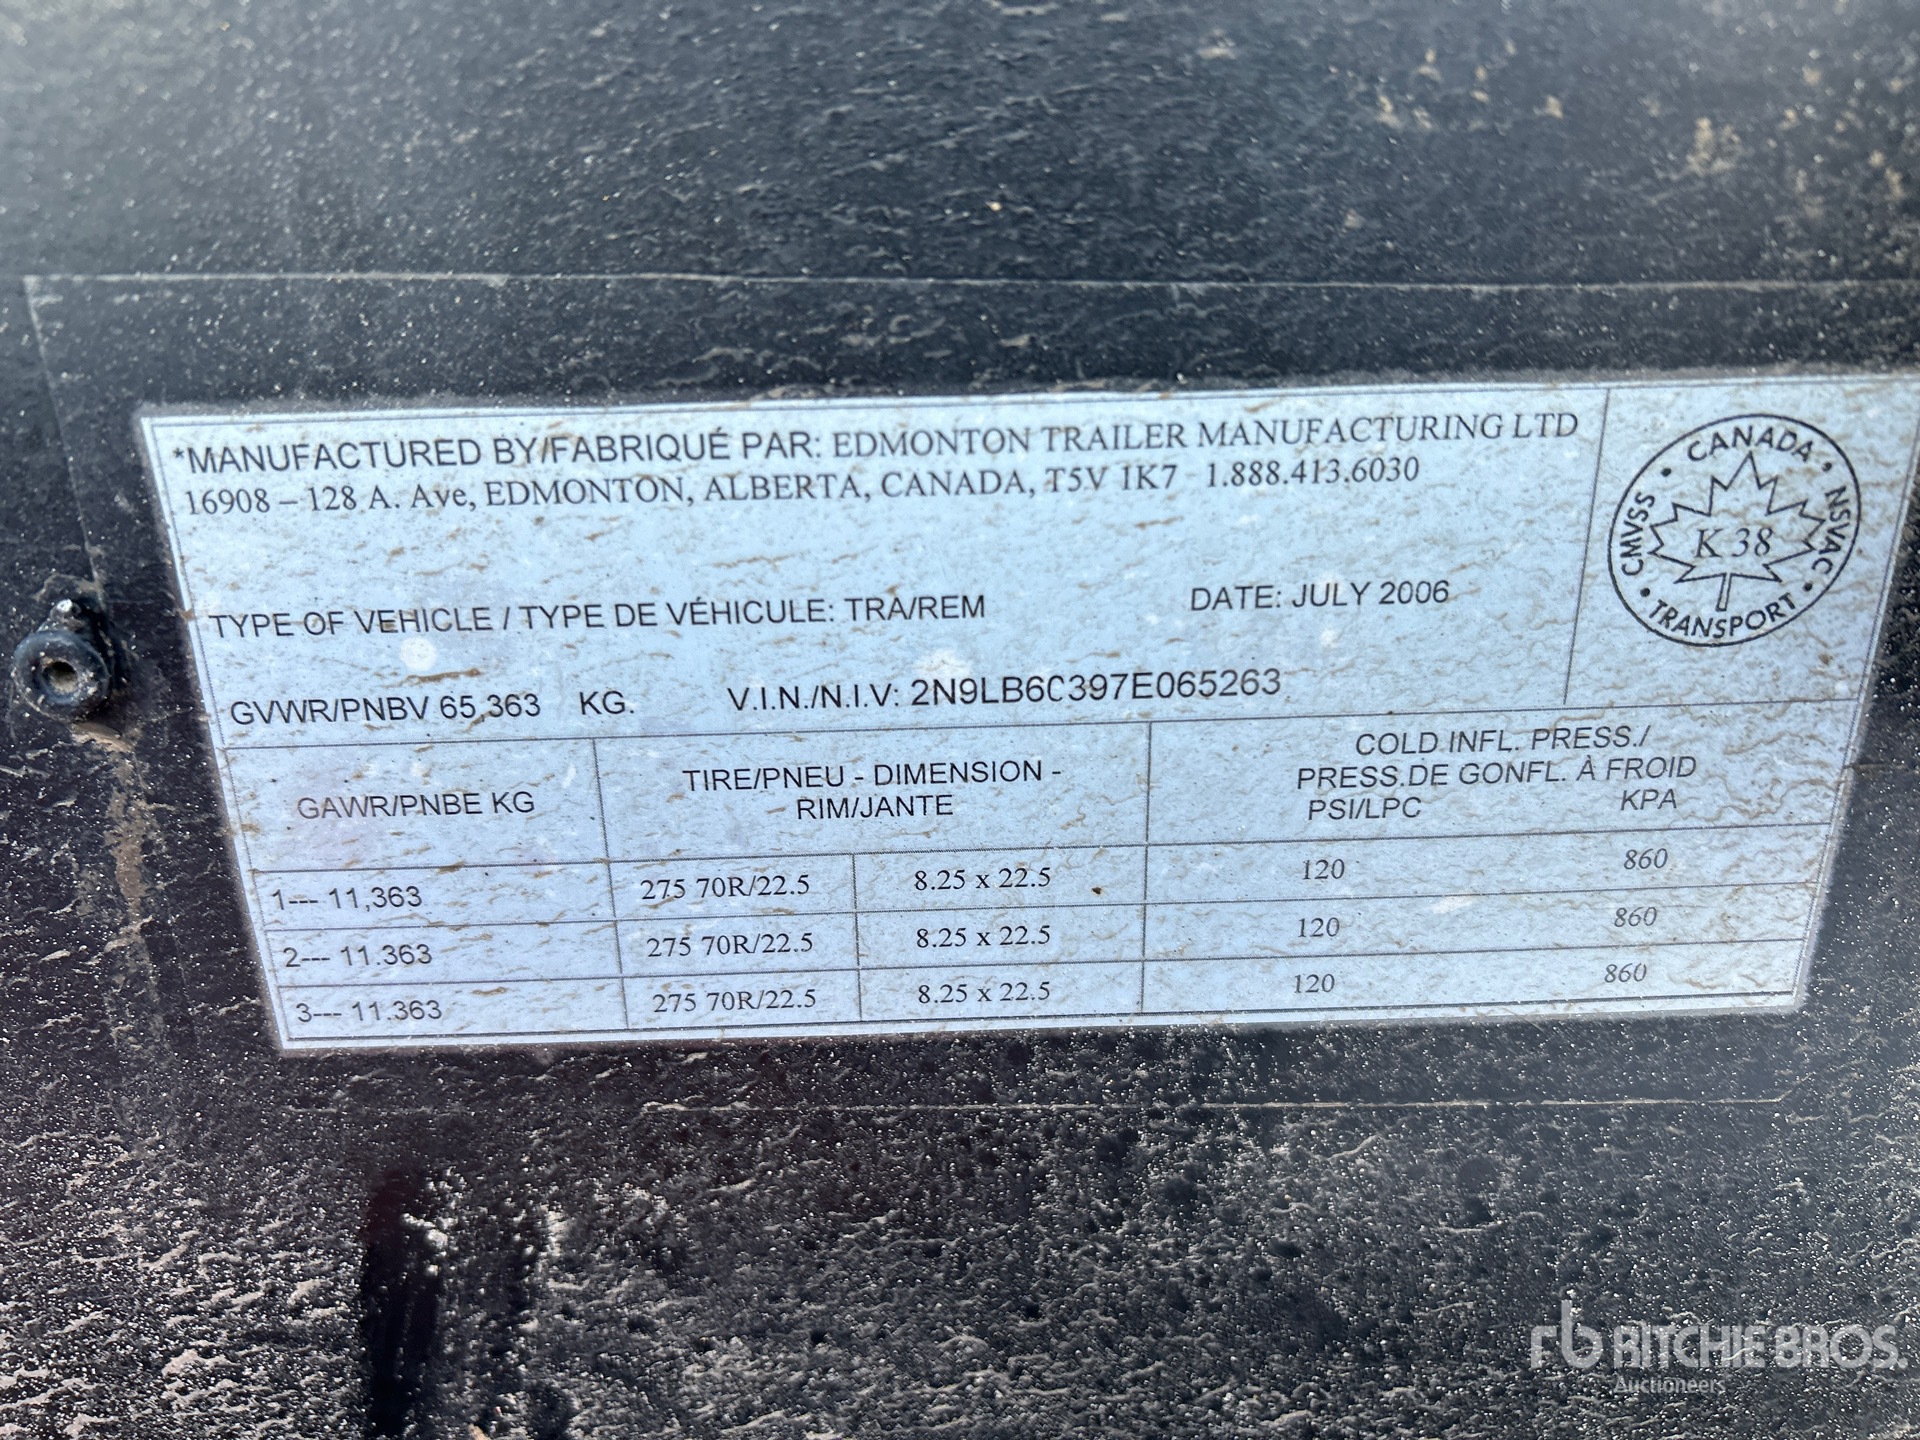 *MANUFACTURED BY/FABRIQUÉ PAR: EDMONTON TRAILER MANUFACTURING LTD
16908 – 128 A. Ave, EDMONTON, ALBERTA, CANADA, T5V 1K7 - 1.888.413.6030
CANADA
CMVSS NSVAC
K 38
TRANSPORT
TYPE OF VEHICLE / TYPE DE VÉHICULE: TRA/REM DATE: JULY 2006
GVWR/PNBV 65,363 KG. V.I.N./N.I.V: 2N9LB60397E065263
GAWR/PNBE KG
TIRE/PNEU - DIMENSION -
RIM/JANTE
COLD INFL. PRESS./
PRESS.DE GONFL. À FROID
PSI/LPC KPA
1--- 11,363 275 70R/22.5 8.25 x 22.5 120 860
2--- 11.363 275 70R/22.5 8.25 x 22.5 120 860
3--- 11.363 275 70R/22.5 8.25 x 22.5 120 860
rb RITCHIE BROS.
Auctioneers